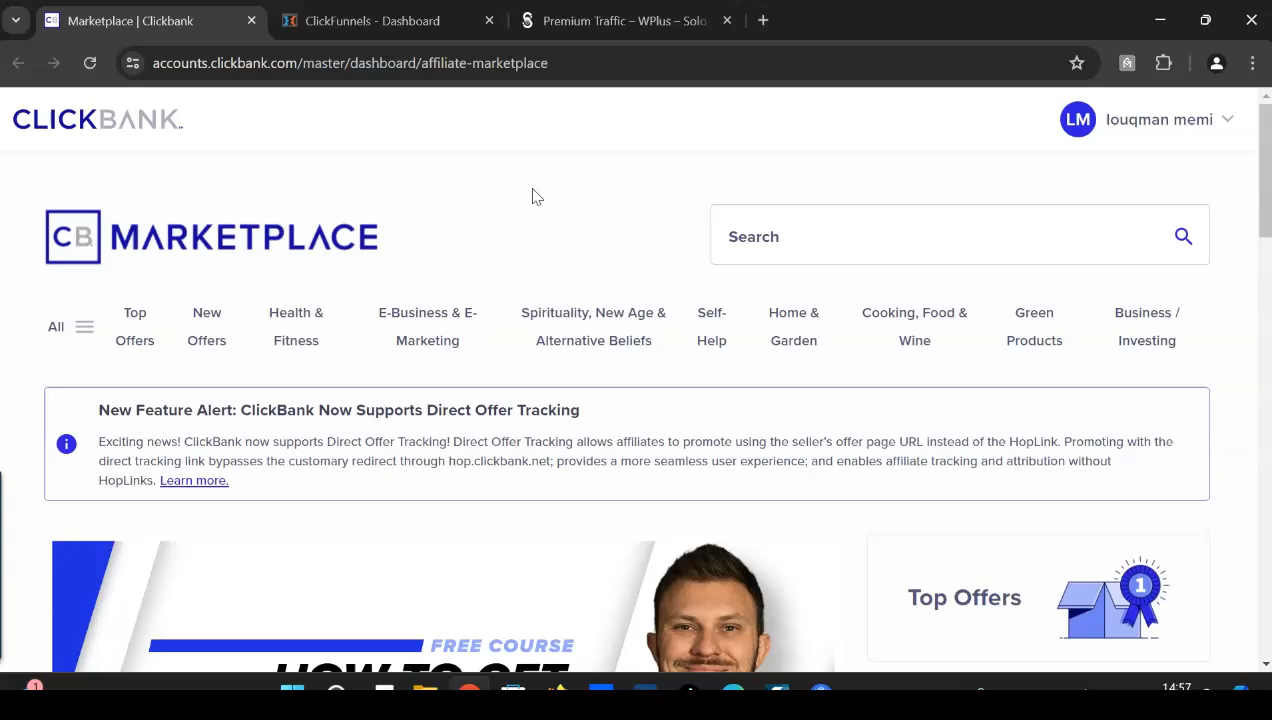 Marketplace | Clickbank
ClickFunnels - Dashboard
Premium Traffic – WPlus – Solo
accounts.clickbank.com/master/dashboard/affiliate-marketplace
CLICKBANK
LM louqman memi
CB MARKETPLACE
Search
All
Top Offers
New Offers
Health & Fitness
E-Business & E-Marketing
Spirituality, New Age & Alternative Beliefs
Self-Help
Home & Garden
Cooking, Food & Wine
Green Products
Business / Investing
New Feature Alert: ClickBank Now Supports Direct Offer Tracking
Exciting news! ClickBank now supports Direct Offer Tracking! Direct Offer Tracking allows affiliates to promote using the seller's offer page URL instead of the HopLink. Promoting with the
direct tracking link bypasses the customary redirect through hop.clickbank.net; provides a more seamless user experience; and enables affiliate tracking and attribution without
HopLinks. Learn more.
FREE COURSE
HOW TO GET
Top Offers
1
1
14:57